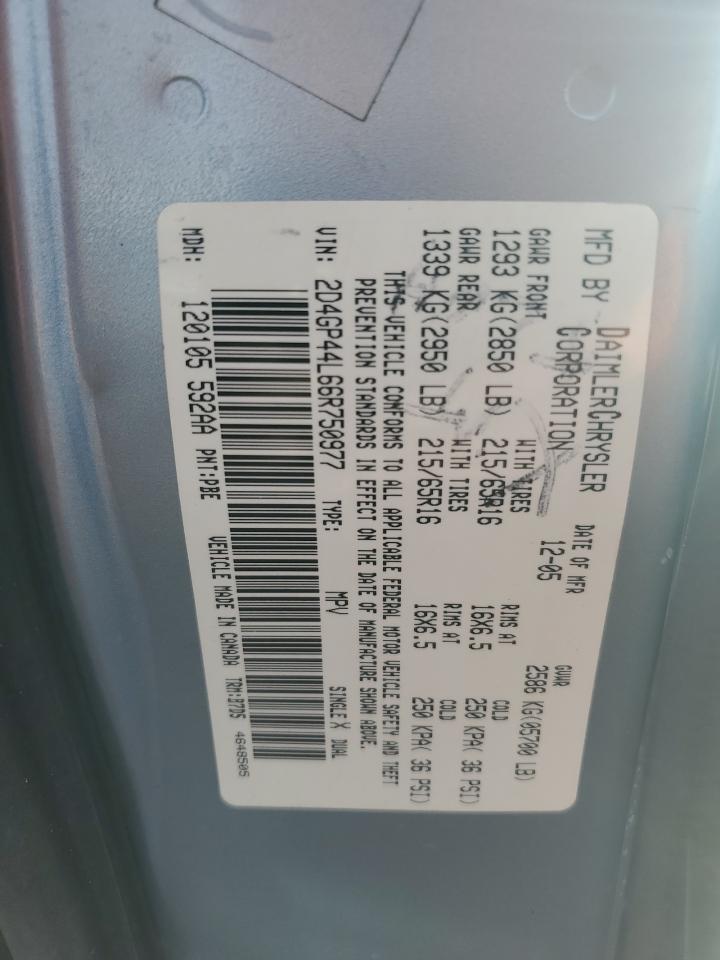 MFD BY DAIMLERCHRYSLER CORPORATION
DATE OF MFR 12-05
GVWR 2586 KG(05700 LB)
GAWR FRONT WITH TIRES RIMS AT COLD
1293 KG(2850 LB) 215/65R16 16X6.5 250 KPA( 36 PSI)
GAWR REAR WITH TIRES RIMS AT COLD
1339 KG(2950 LB) 215/65R16 16X6.5 250 KPA( 36 PSI)
THIS VEHICLE CONFORMS TO ALL APPLICABLE FEDERAL MOTOR VEHICLE SAFETY AND THEFT
PREVENTION STANDARDS IN EFFECT ON THE DATE OF MANUFACTURE SHOWN ABOVE.
VIN: 2D4GP44L66R750977 TYPE: MPV SINGLE X DUAL
MDH: 120105 592AA PNT:PBE VEHICLE MADE IN CANADA TRM:B7D5 4648505